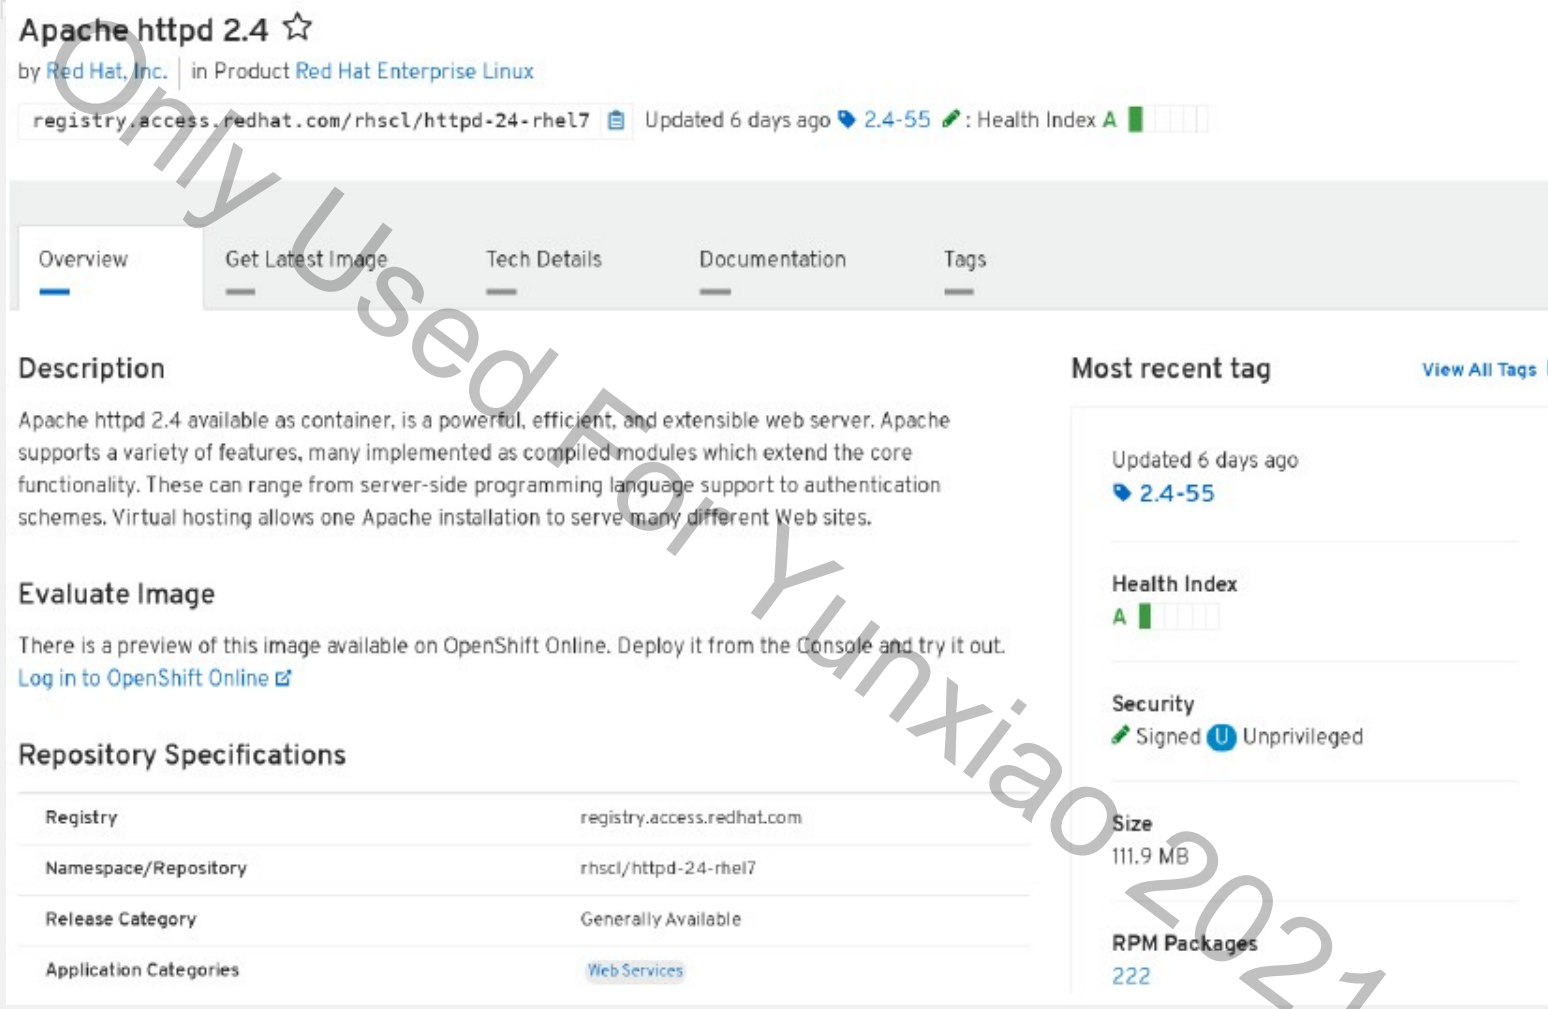 Apache httpd 2.4
by Red Hat, Inc. | in Product Red Hat Enterprise Linux
registry.access.redhat.com/rhscl/httpd-24-rhel7 Updated 6 days ago 2.4-55 : Health Index A
Overview Get Latest Image Tech Details Documentation Tags
Description
Apache httpd 2.4 available as container, is a powerful, efficient, and extensible web server. Apache
supports a variety of features, many implemented as compiled modules which extend the core
functionality. These can range from server-side programming language support to authentication
schemes. Virtual hosting allows one Apache installation to serve many different Web sites.
Evaluate Image
There is a preview of this image available on OpenShift Online. Deploy it from the Console and try it out.
Log in to OpenShift Online
Repository Specifications
Registry registry.access.redhat.com
Namespace/Repository rhscl/httpd-24-rhel7
Release Category Generally Available
Application Categories Web Services
Most recent tag View All Tags
Updated 6 days ago
2.4-55
Health Index
A
Security
Signed U Unprivileged
Size
111.9 MB
RPM Packages
222
Only Used For Yunxiao 2021